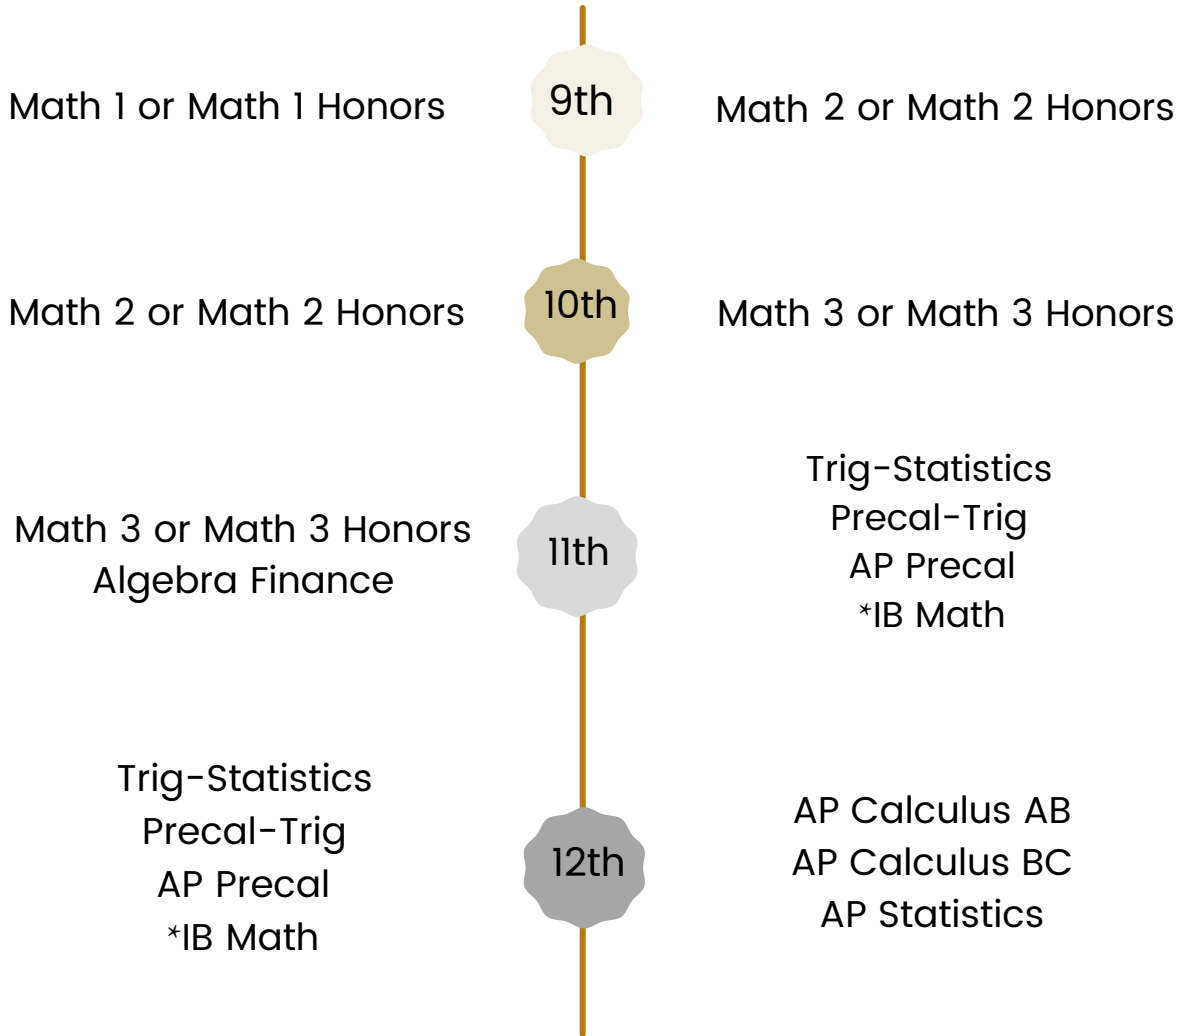 Math 1 or Math 1 Honors
9th
Math 2 or Math 2 Honors
Math 2 or Math 2 Honors
10th
Math 3 or Math 3 Honors
Math 3 or Math 3 Honors
Algebra Finance
11th
Trig-Statistics
Precal-Trig
AP Precal
*IB Math
Trig-Statistics
Precal-Trig
AP Precal
*IB Math
12th
AP Calculus AB
AP Calculus BC
AP Statistics